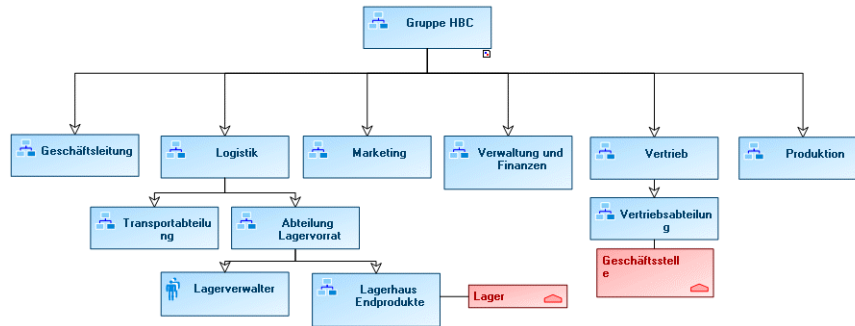 Gruppe HBC
Geschäftsleitung
Logistik
Marketing
Verwaltung und
Finanzen
Vertrieb
Produktion
Transportabteilu
ng
Abteilung
Lagervorrat
Vertriebsabteilun
g
Geschäftsstell
e
Lagerverwalter
Lagerhaus
Endprodukte
Lager